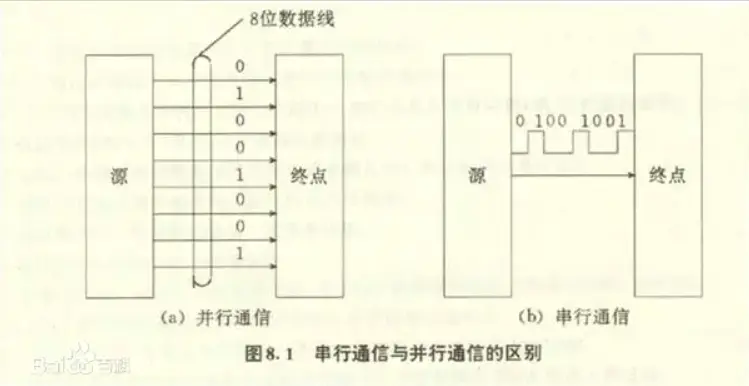 8位数据线
源
0
1
0
0
1
0
0
1
终点
(a) 并行通信
源
0 100 1001
终点
(b) 串行通信
图8.1 串行通信与并行通信的区别
Baidu百科